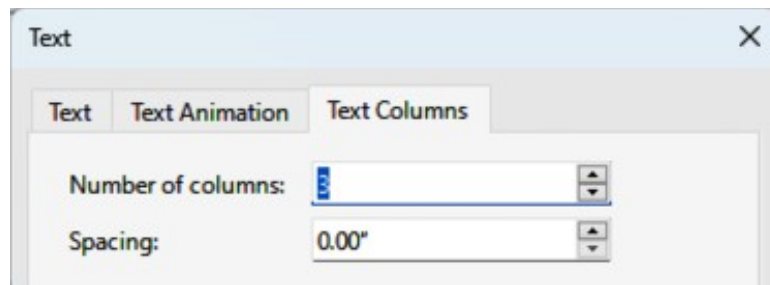 Text
Text Text Animation Text Columns
Number of columns: 3
Spacing: 0.00"